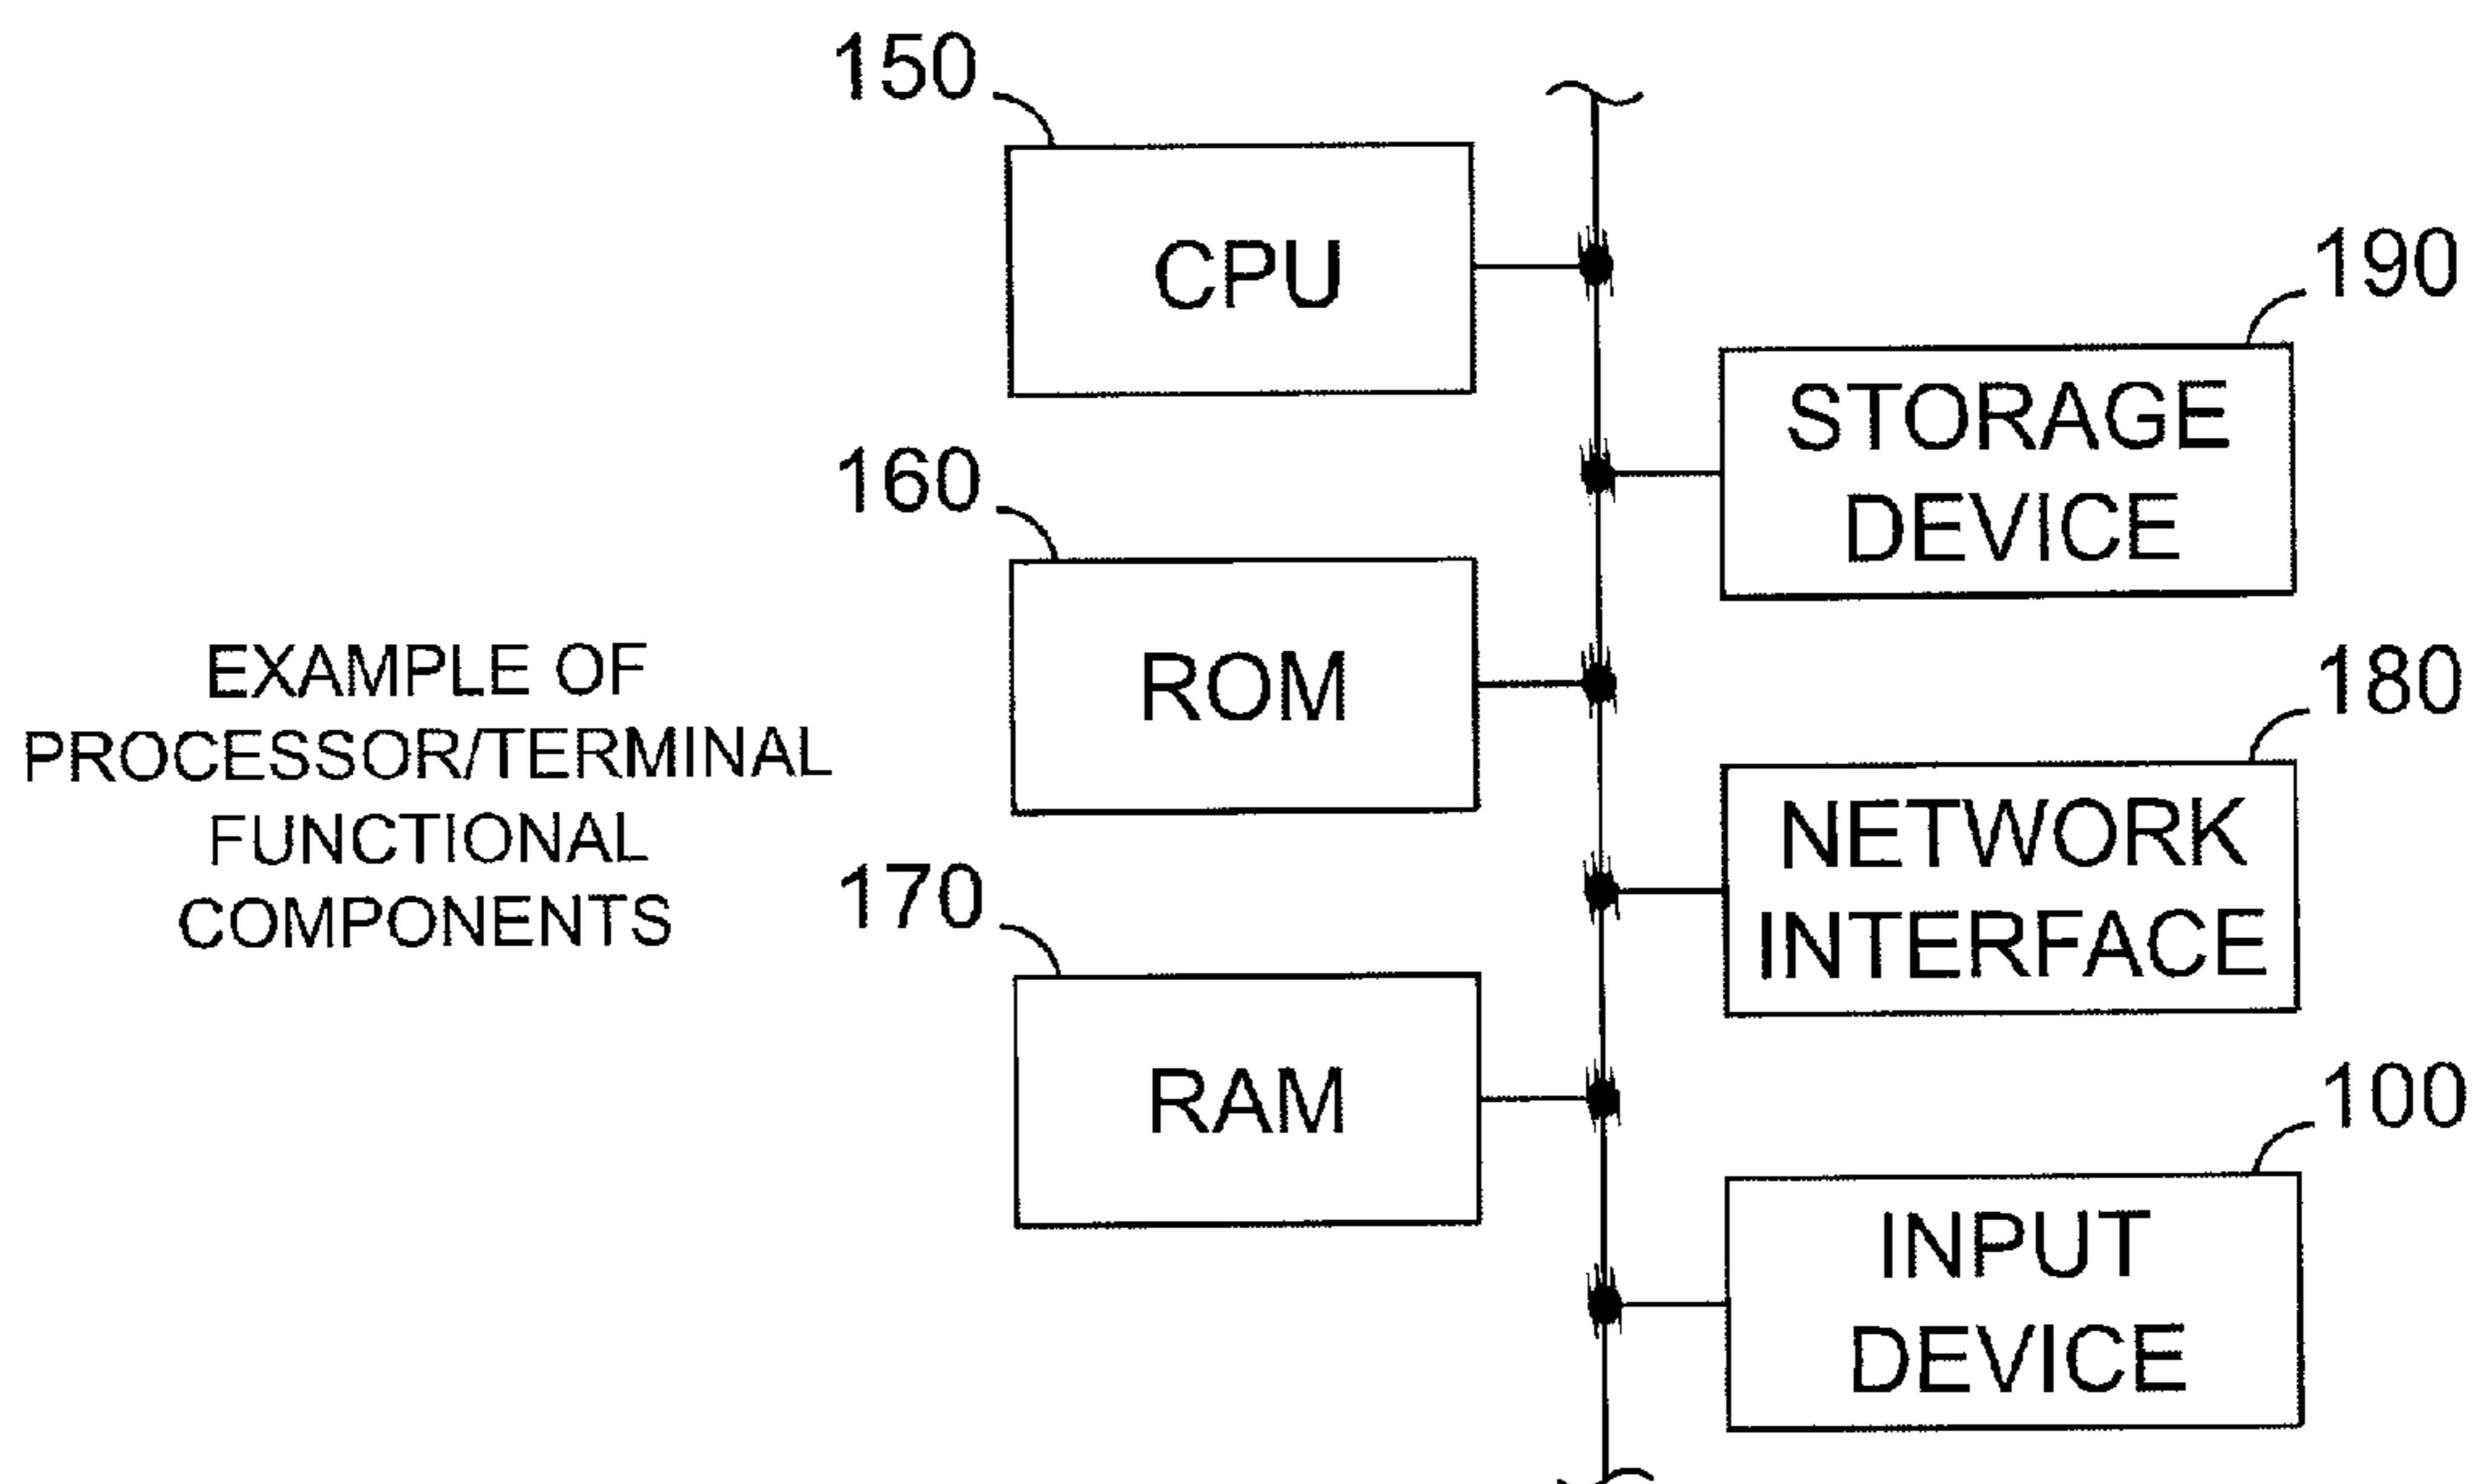 150
CPU
190
STORAGE
DEVICE
160
ROM
EXAMPLE OF
PROCESSOR/TERMINAL
FUNCTIONAL
COMPONENTS
180
NETWORK
INTERFACE
170
RAM
100
INPUT
DEVICE